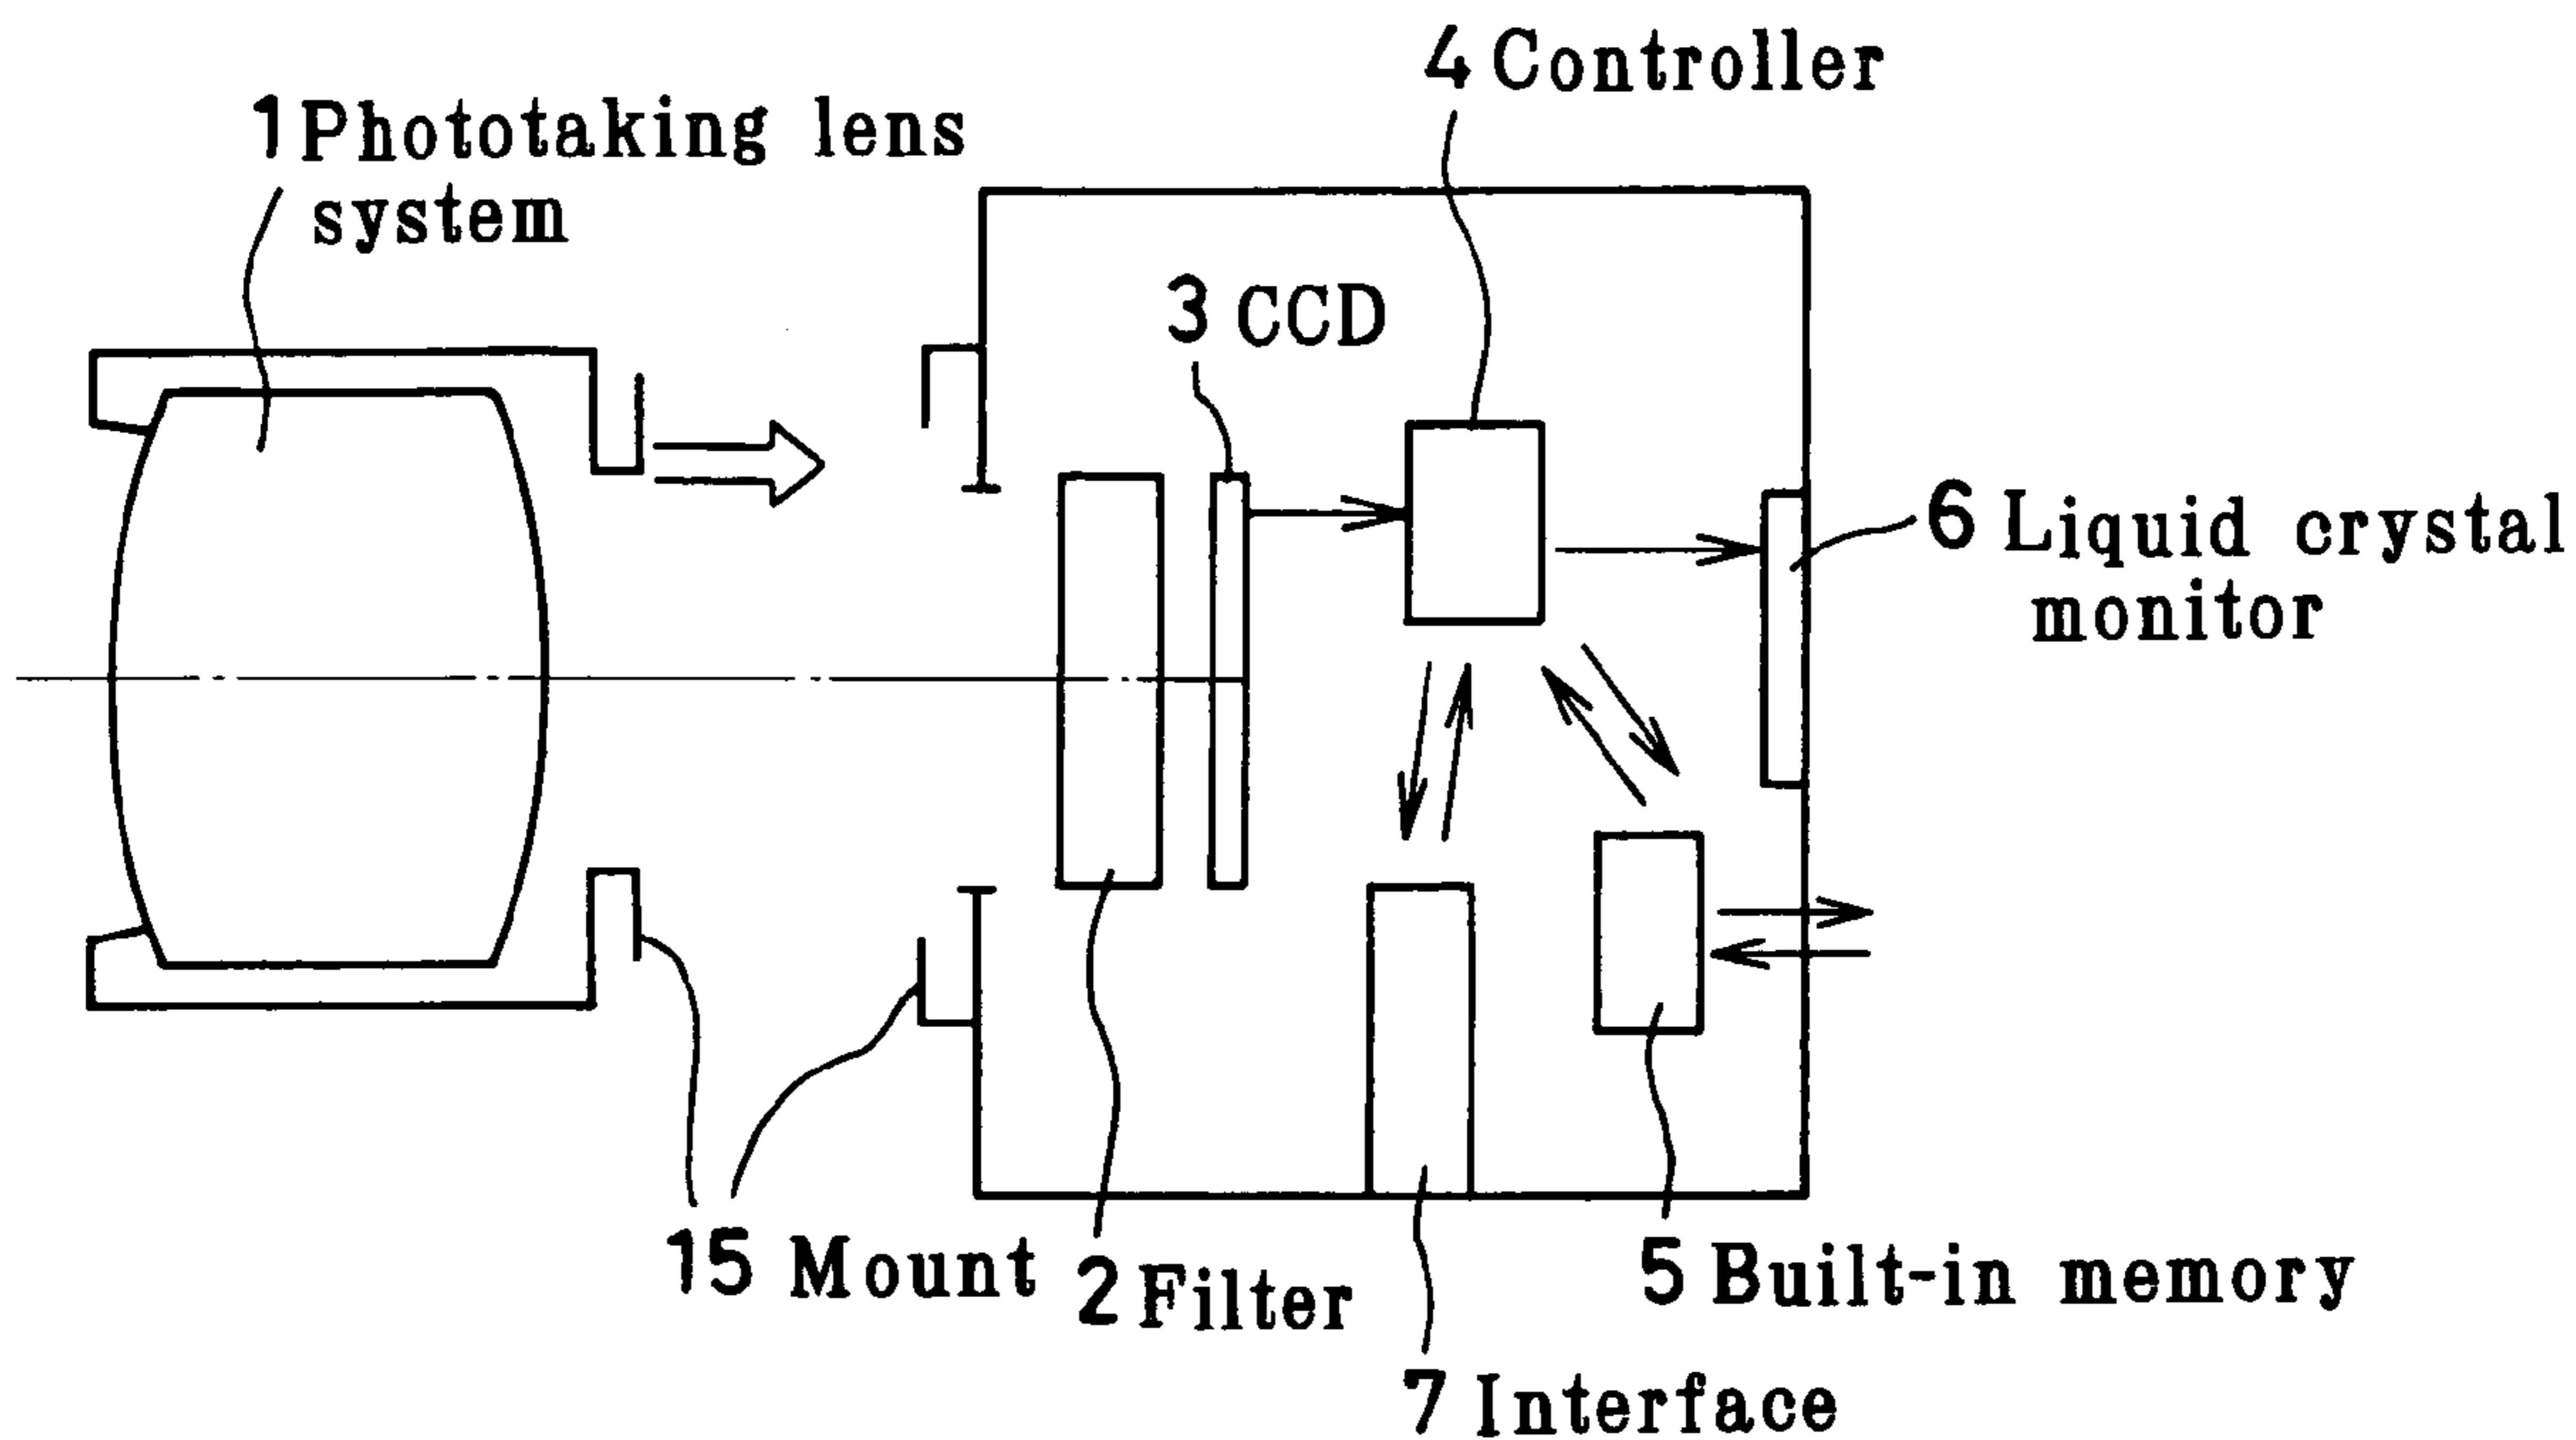 4 Controller
1 Phototaking lens
system
3 CCD
6 Liquid crystal
monitor
15 Mount
2 Filter
5 Built-in memory
7 Interface